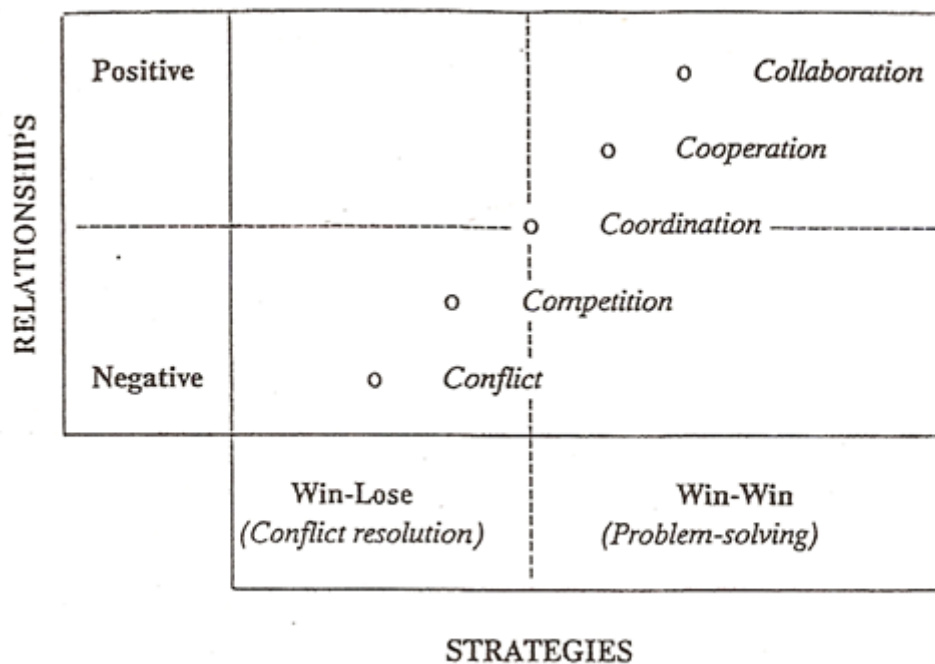 RELATIONSHIPS
Positive
o Collaboration
o Cooperation
o Coordination
o Competition
Negative
o Conflict
Win-Lose
(Conflict resolution)
Win-Win
(Problem-solving)
STRATEGIES